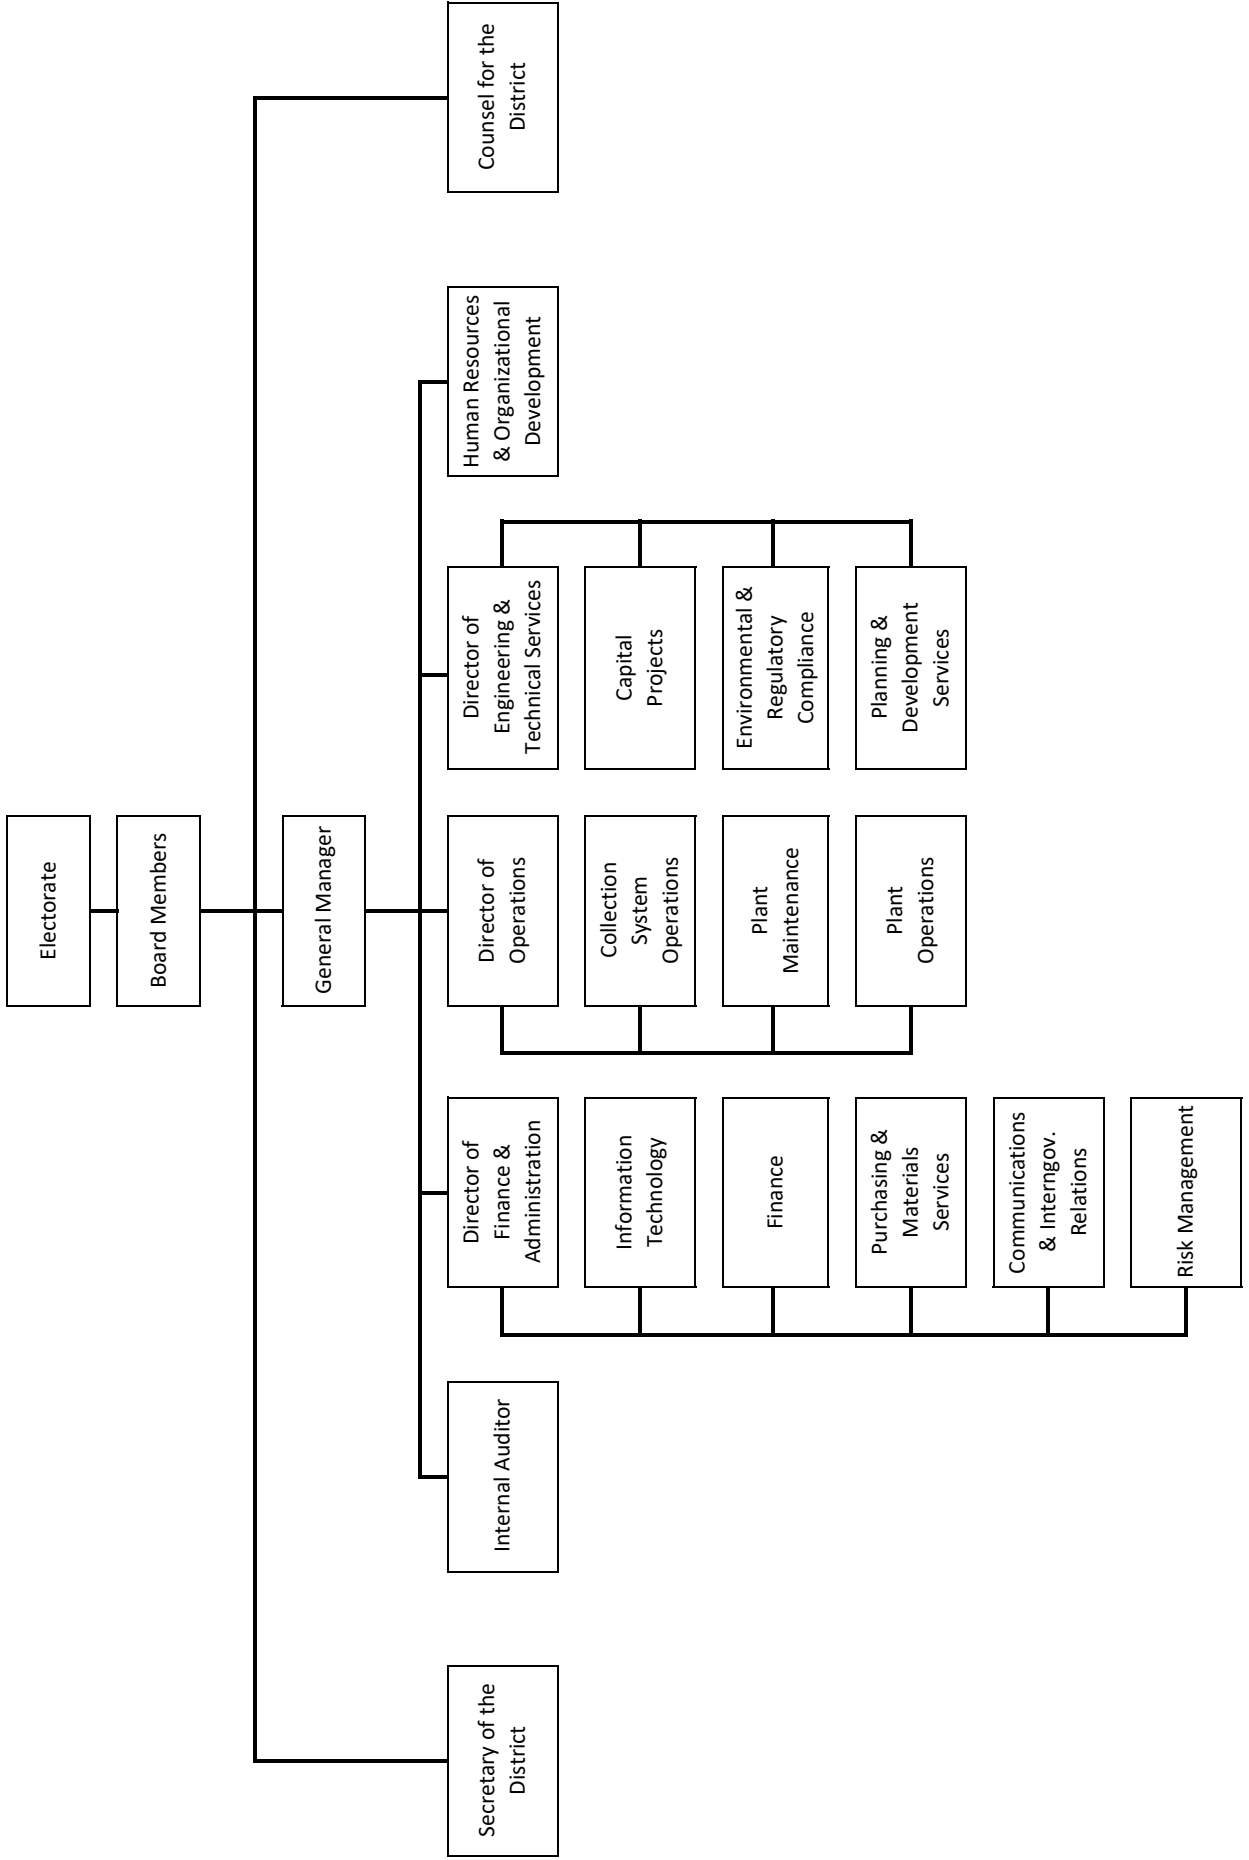 Electorate
Board Members
General Manager
Secretary of the
District
Internal Auditor
Director of
Finance &
Administration
Director of
Operations
Director of
Engineering &
Technical Services
Human Resources
& Organizational
Development
Counsel for the
District
Information
Technology
Collection
System
Operations
Capital
Projects
Finance
Plant
Maintenance
Environmental &
Regulatory
Compliance
Purchasing &
Materials
Services
Plant
Operations
Planning &
Development
Services
Communications
& Interngov.
Relations
Risk Management